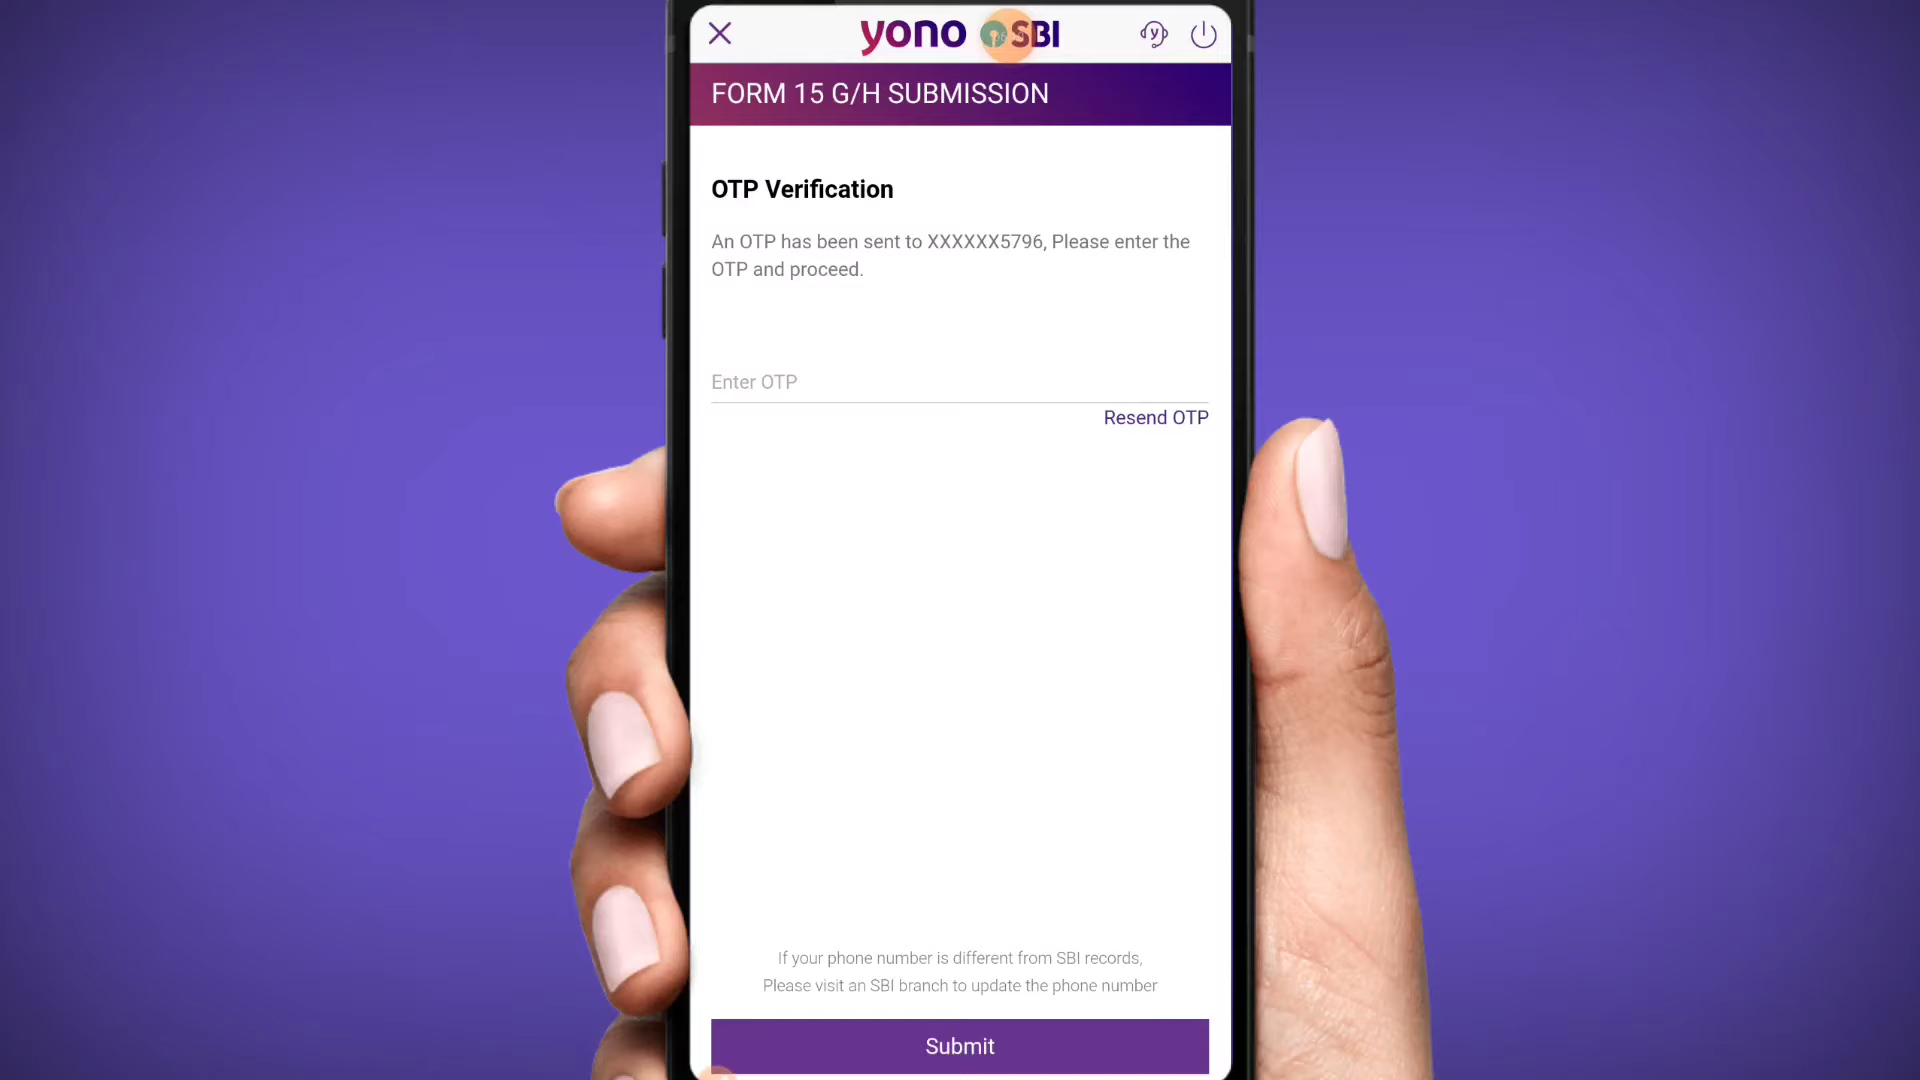 yono SBI
FORM 15 G/H SUBMISSION
OTP Verification
An OTP has been sent to XXXXXX5796, Please enter the
OTP and proceed.
Enter OTP
Resend OTP
If your phone number is different from SBI records,
Please visit an SBI branch to update the phone number
Submit